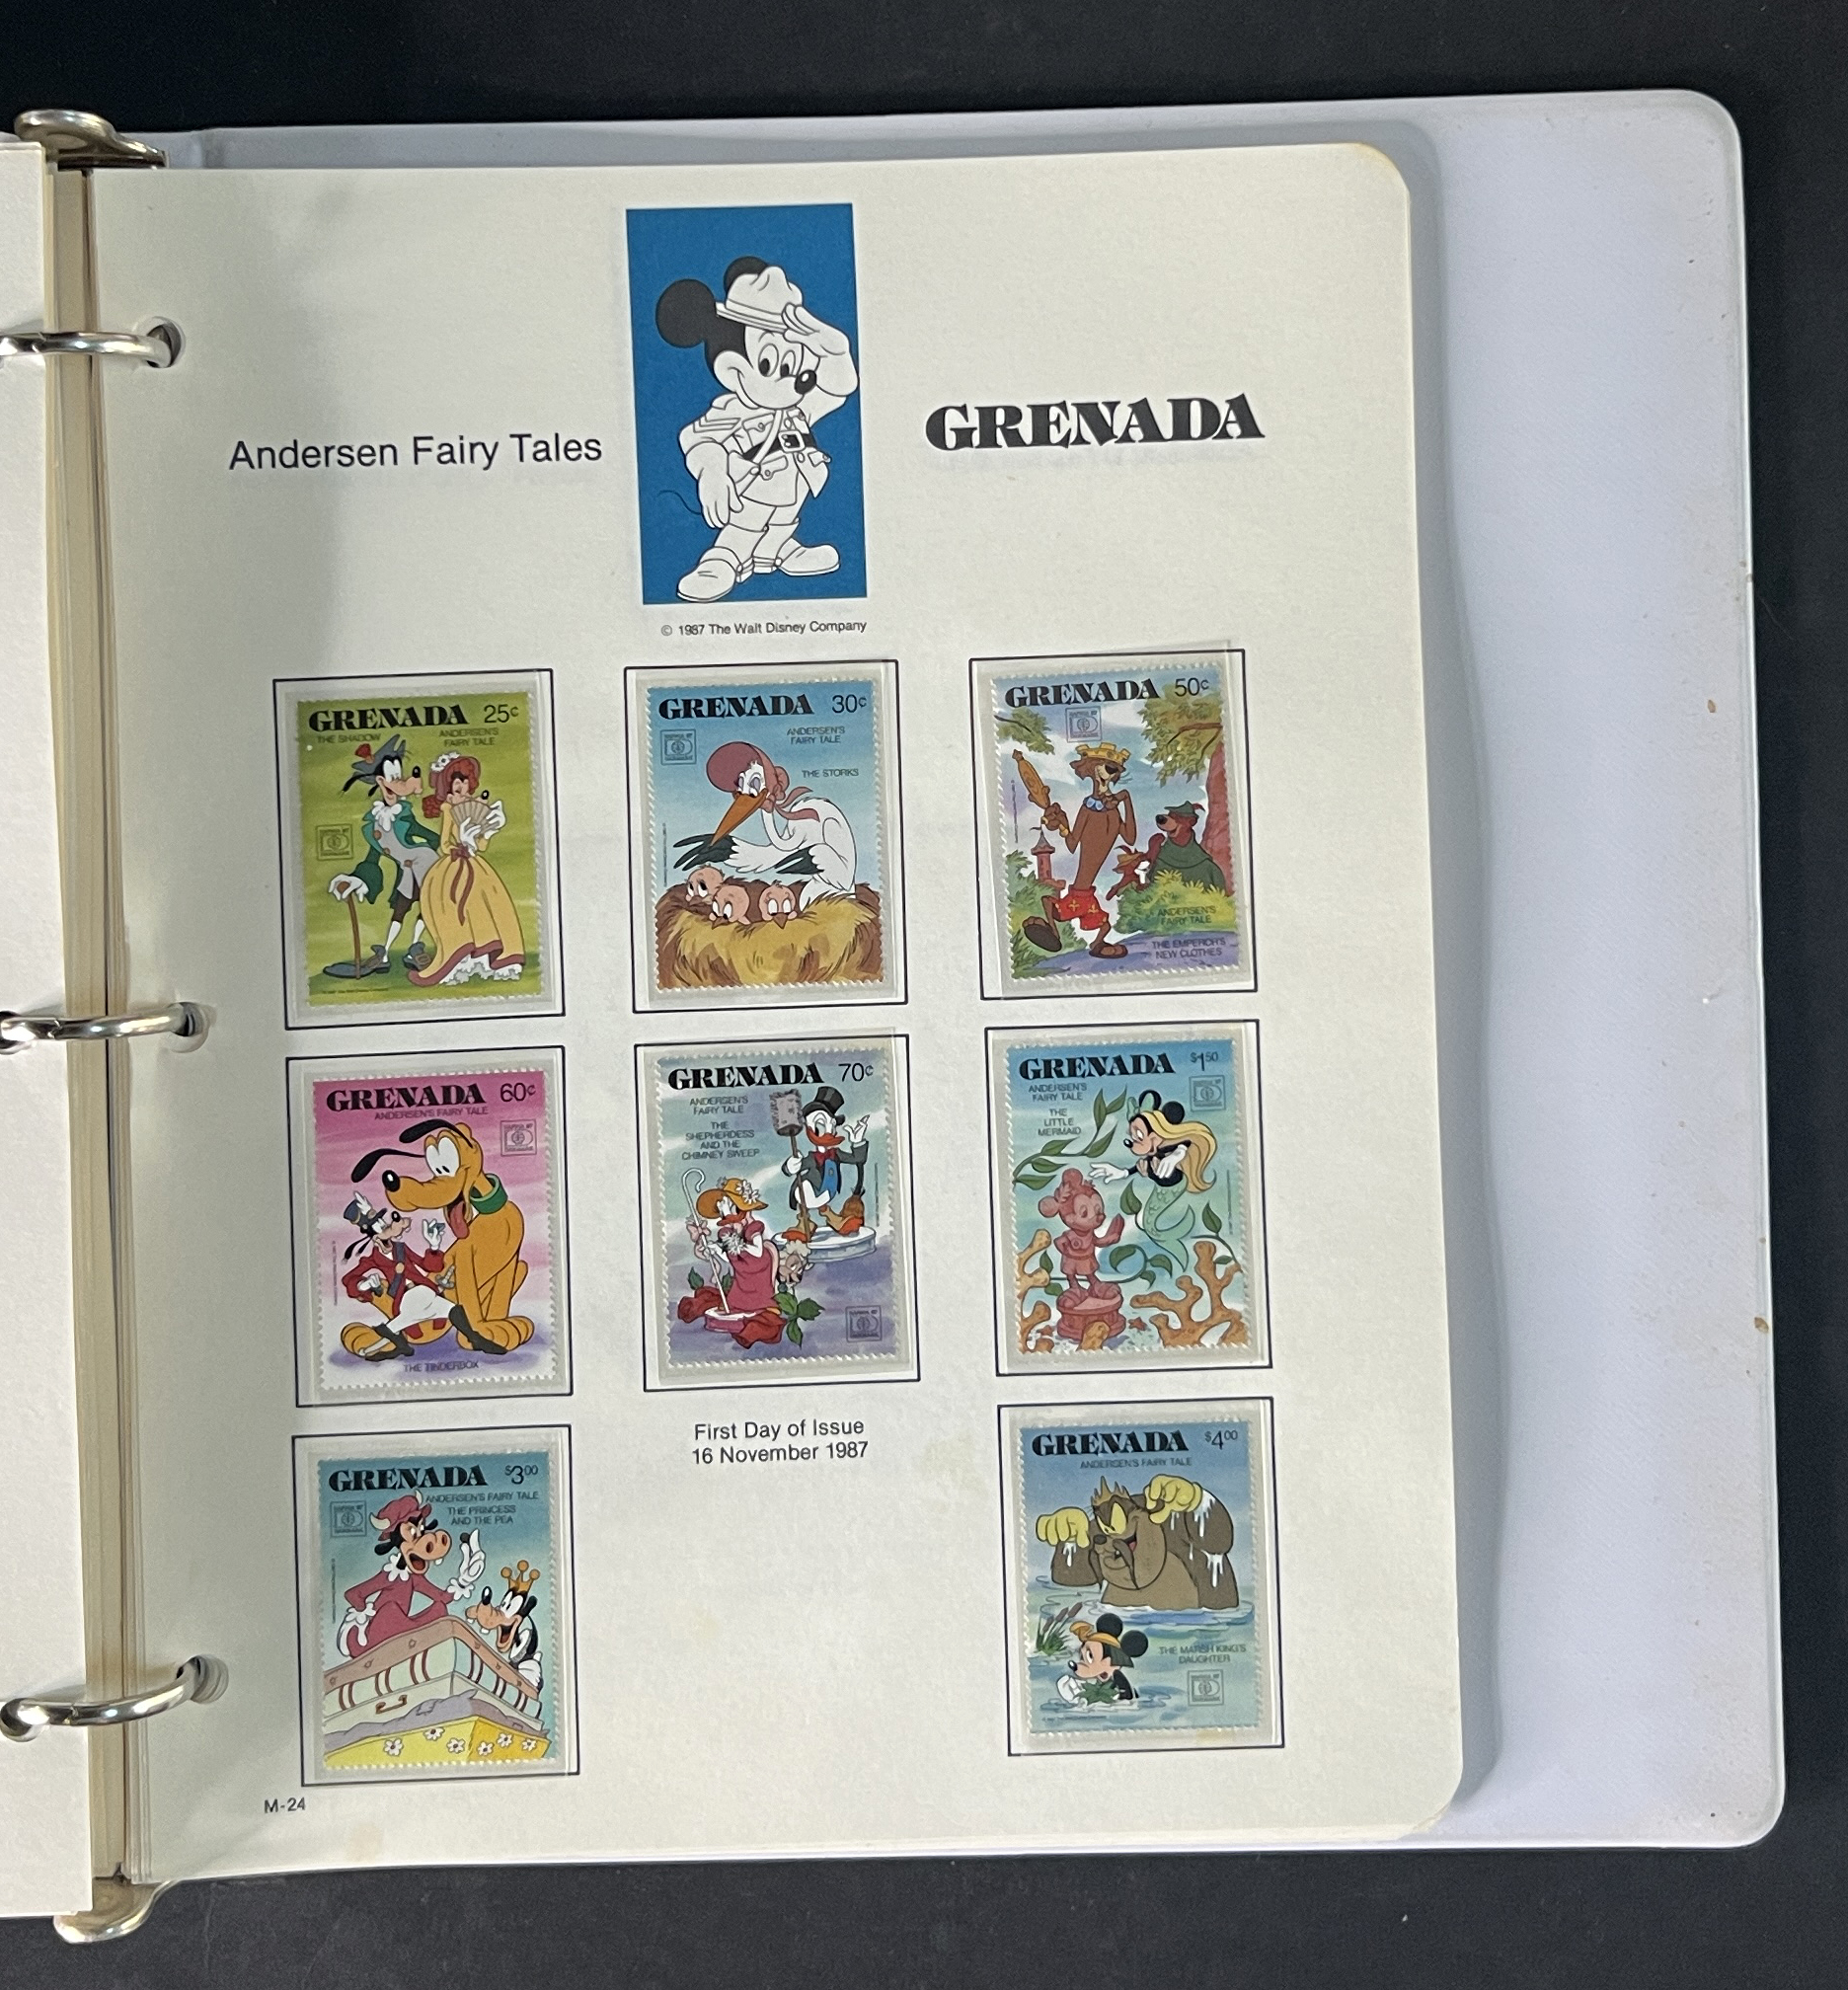 Andersen Fairy Tales
GRENADA
© 1987 The Walt Disney Company
GRENADA 25¢
THE SHADOW
ANDERSEN'S
FAIRY TALE
GRENADA 30¢
ANDERSEN'S
FAIRY TALE
THE STORKS
GRENADA 50¢
ANDERSEN'S
FAIRY TALE
THE EMPEROR'S
NEW CLOTHES
GRENADA 60¢
ANDERSEN'S FAIRY TALE
THE TINDERBOX
GRENADA 70¢
ANDERSEN'S
FAIRY TALE
THE
SHEPHERDESS
AND THE
CHIMNEY SWEEP
GRENADA $1.50
ANDERSEN'S
FAIRY TALE
THE
LITTLE
MERMAID
First Day of Issue
16 November 1987
GRENADA $3.00
ANDERSEN'S FAIRY TALE
THE PRINCESS
AND THE PEA
GRENADA $4.00
ANDERSEN'S FAIRY TALE
THE MARSH KING'S
DAUGHTER
M-24